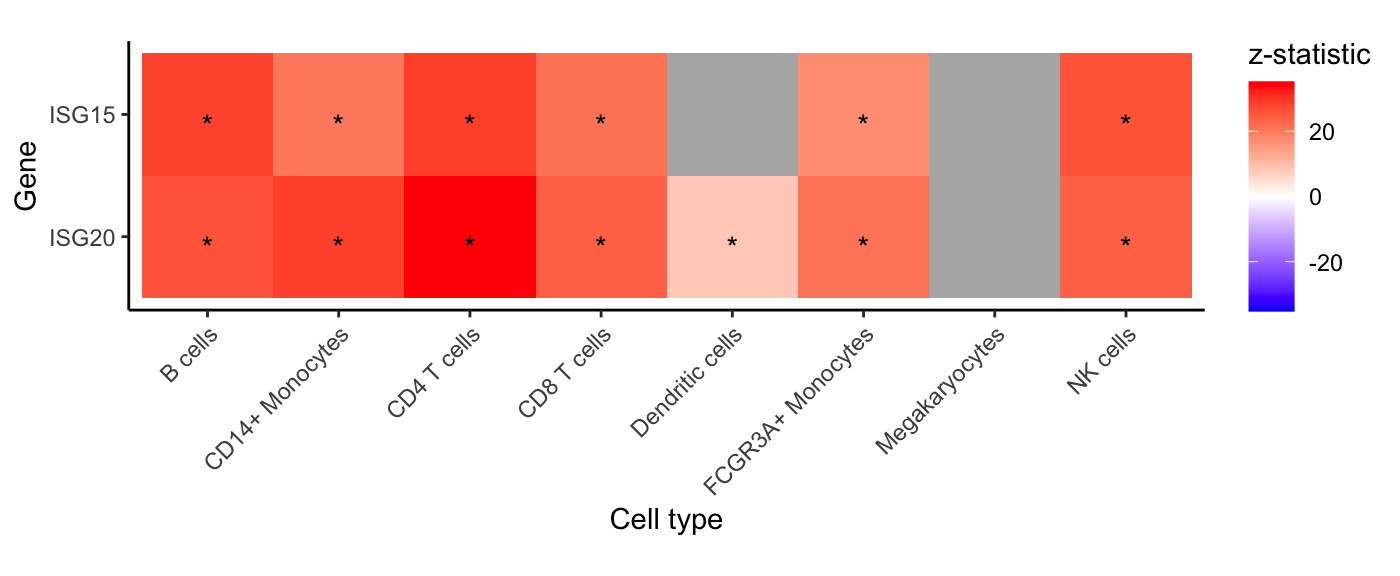 z-statistic
20
0
-20
Gene
ISG15
* * * * * *
ISG20
* * * * * * *
B cells
CD14+ Monocytes
CD4 T cells
CD8 T cells
Dendritic cells
FCGR3A+ Monocytes
Megakaryocytes
NK cells
Cell type